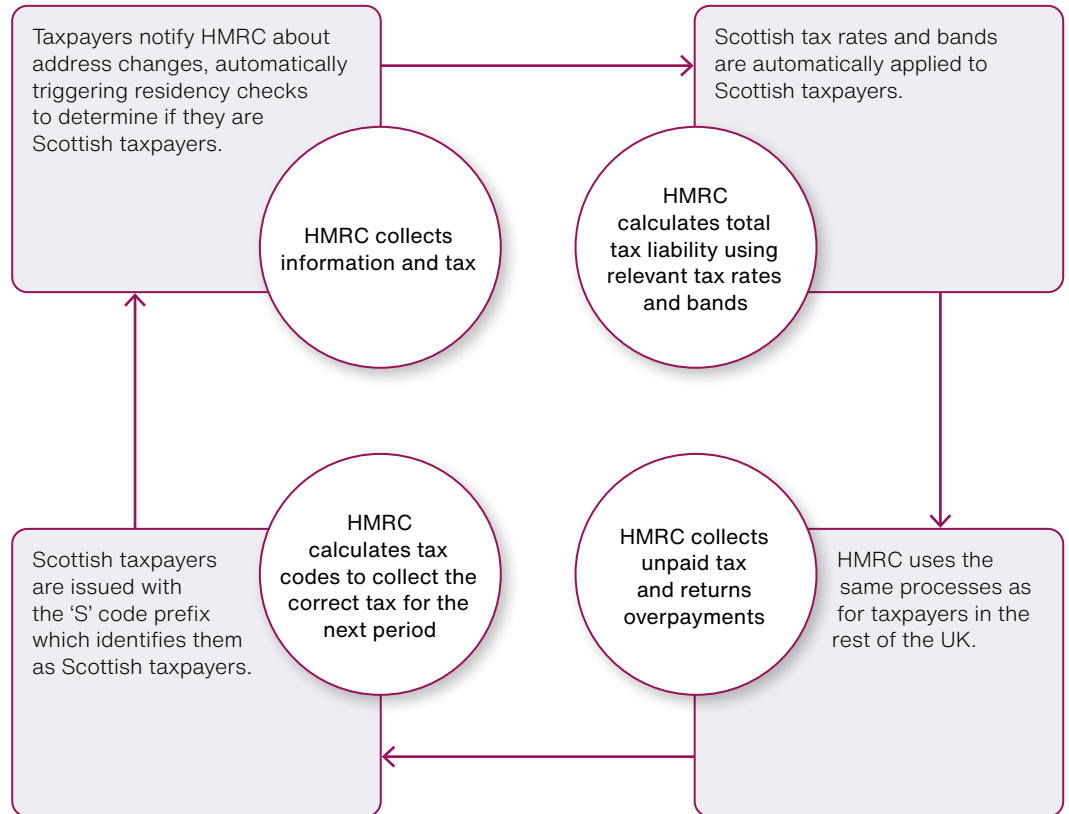 Taxpayers notify HMRC about
address changes, automatically
triggering residency checks
to determine if they are
Scottish taxpayers.
HMRC collects
information and tax
Scottish tax rates and bands
are automatically applied to
Scottish taxpayers.
HMRC
calculates total
tax liability using
relevant tax rates
and bands
Scottish taxpayers
are issued with
the ‘S’ code prefix
which identifies them
as Scottish taxpayers.
HMRC
calculates tax
codes to collect the
correct tax for the
next period
HMRC collects
unpaid tax
and returns
overpayments
HMRC uses the
same processes as
for taxpayers in the
rest of the UK.